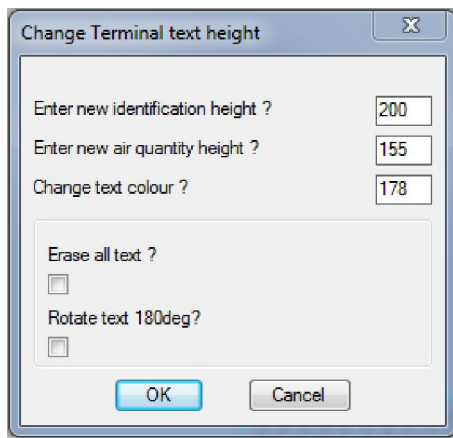 Change Terminal text height
Enter new identification height ? 200
Enter new air quantity height ? 155
Change text colour ? 178
Erase all text ?
Rotate text 180deg?
OK Cancel